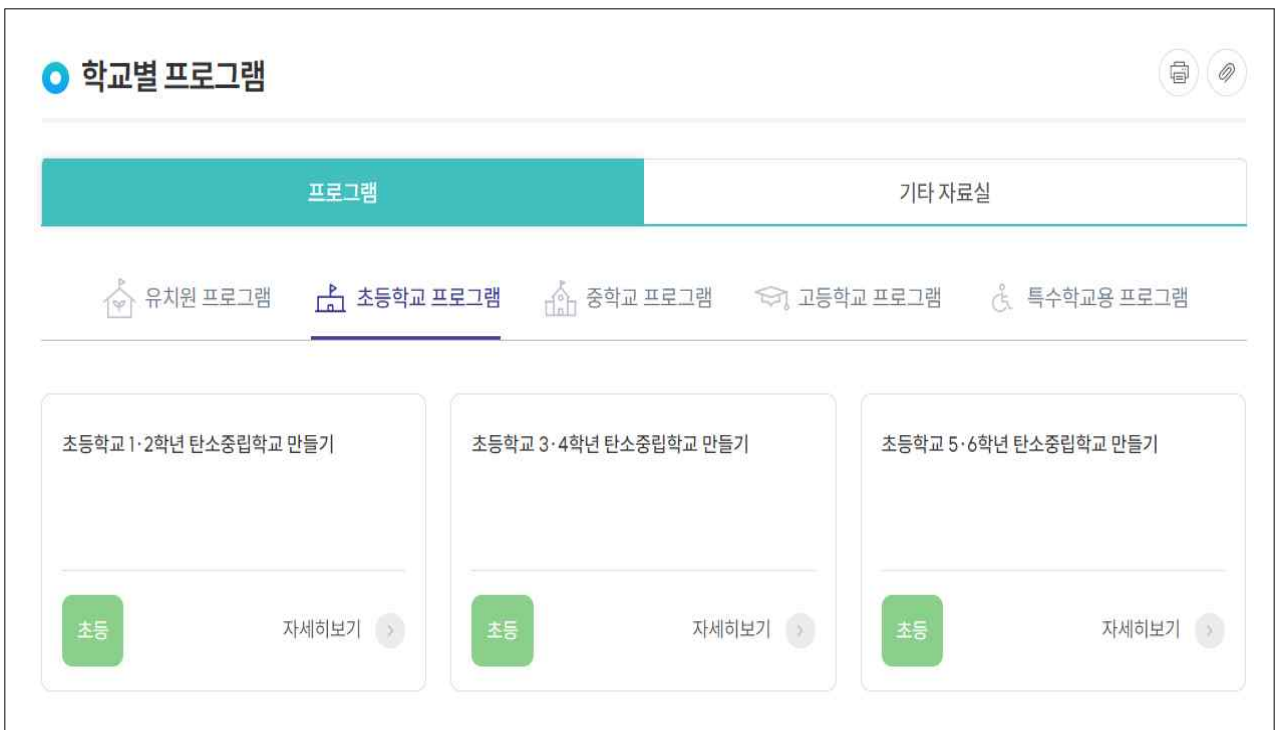 학교별 프로그램
프로그램
기타 자료실
유치원 프로그램
초등학교 프로그램
중학교 프로그램
고등학교 프로그램
특수학교용 프로그램
초등학교 1·2학년 탄소중립학교 만들기
초등 자세히보기
초등학교 3·4학년 탄소중립학교 만들기
초등 자세히보기
초등학교 5·6학년 탄소중립학교 만들기
초등 자세히보기